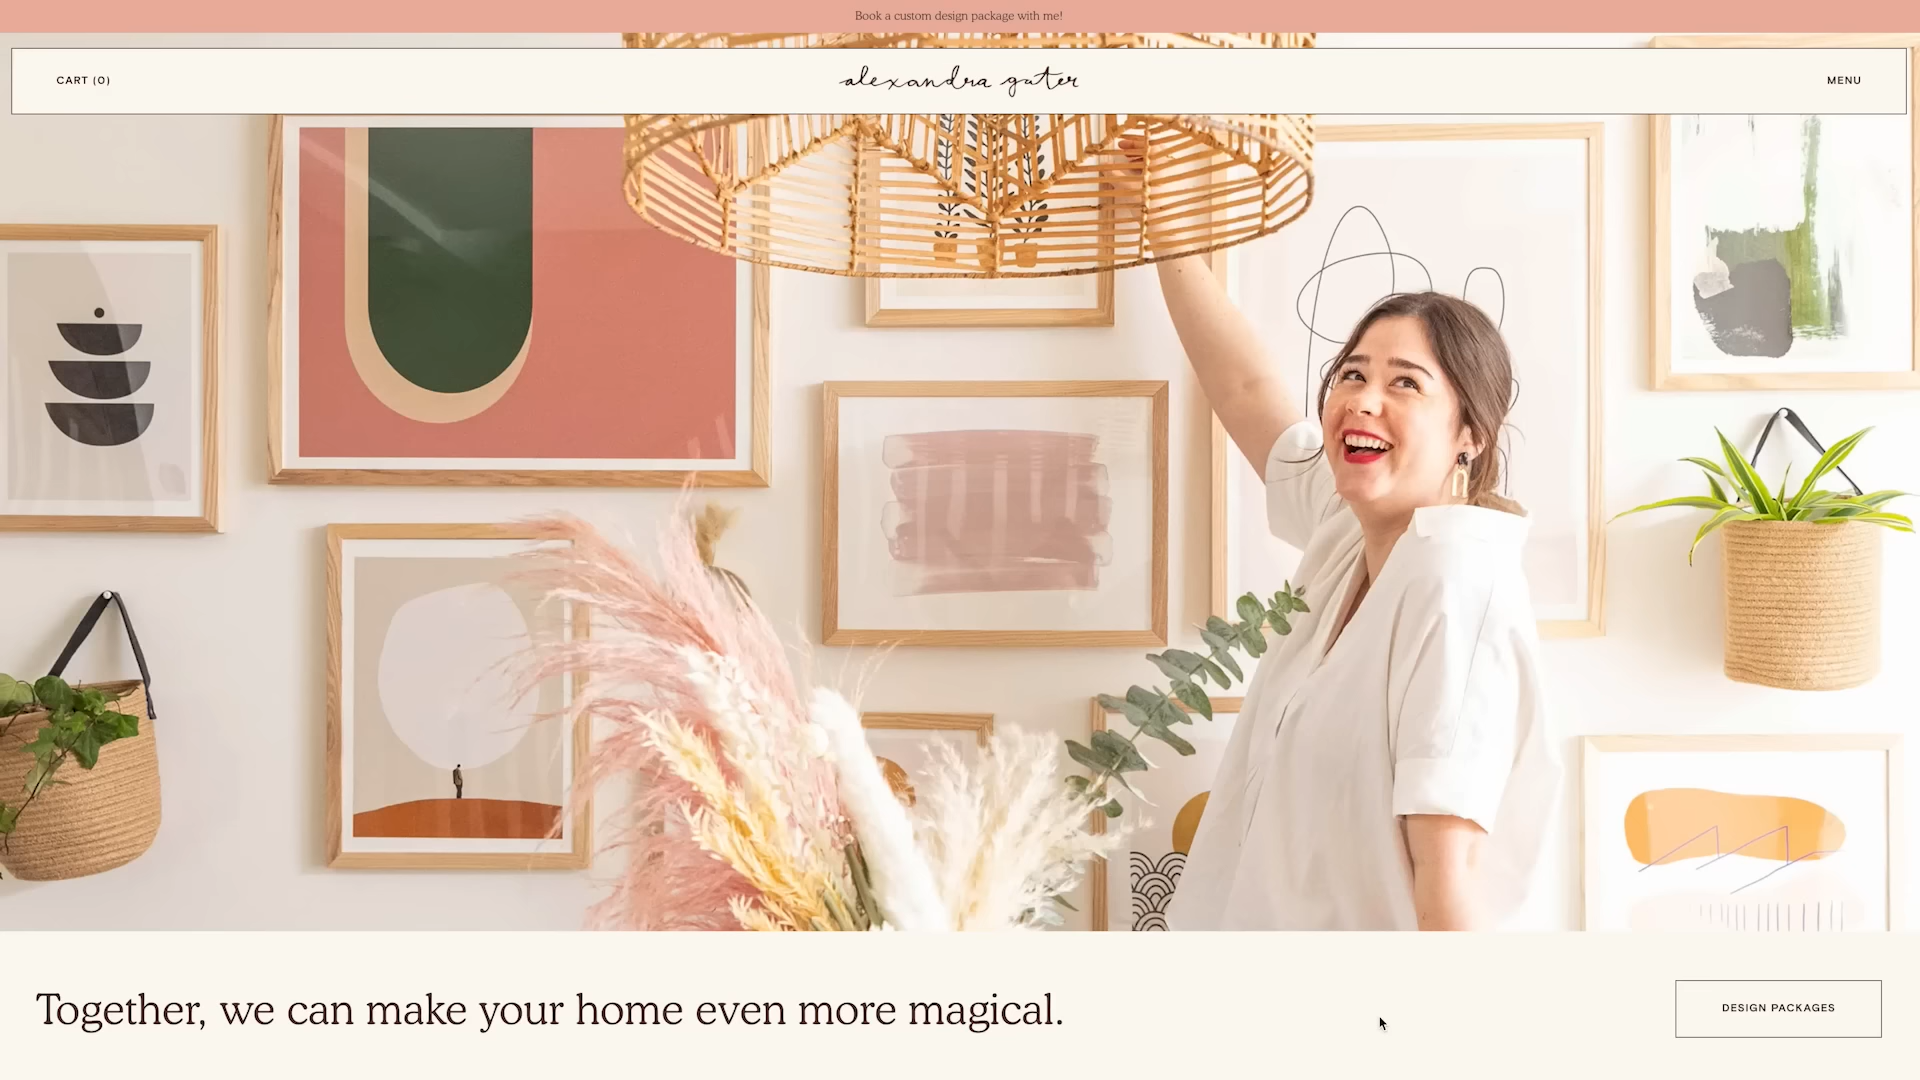 Book a custom design package with me!
CART (0)
alexandra gater
MENU
Together, we can make your home even more magical.
DESIGN PACKAGES